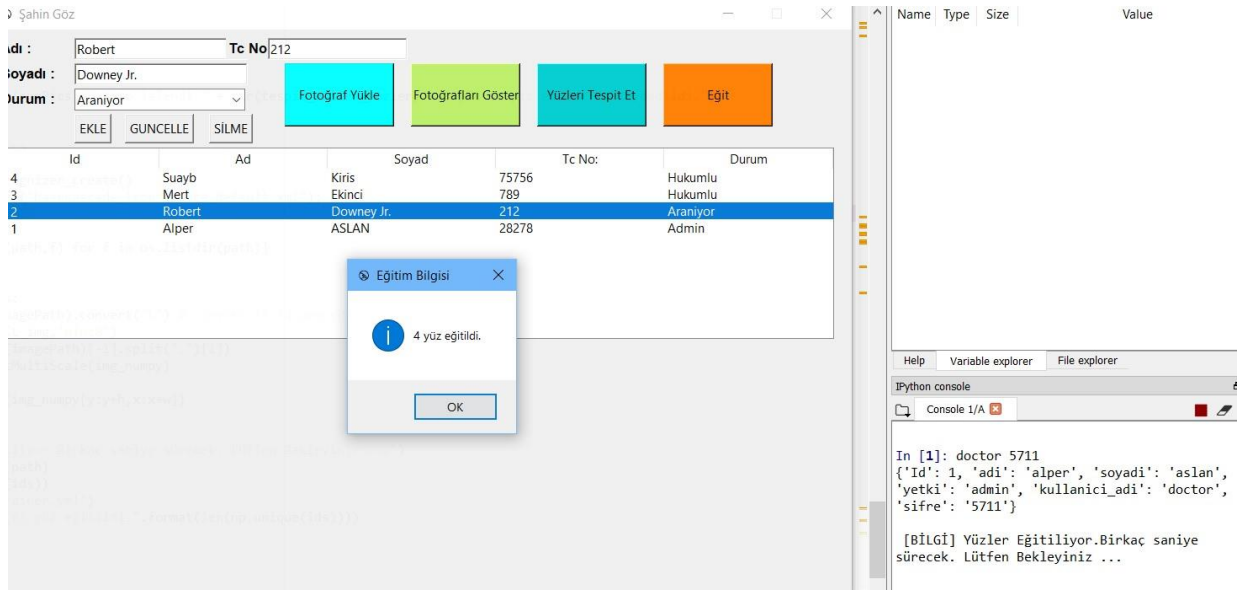 Şahin Göz
Adı : Robert Tc No 212
Soyadı : Downey Jr.
Durum : Araniyor
EKLE GUNCELLE SİLME
Fotoğraf Yükle Fotoğrafları Göster Yüzleri Tespit Et Eğit
Id Ad Soyad Tc No: Durum
4 Suayb Kiris 75756 Hukumlu
3 Mert Ekinci 789 Hukumlu
2 Robert Downey Jr. 212 Araniyor
1 Alper ASLAN 28278 Admin
Eğitim Bilgisi
4 yüz eğitildi.
OK
Name Type Size Value
Help Variable explorer File explorer
IPython console
Console 1/A
In [1]: doctor 5711
{'Id': 1, 'adi': 'alper', 'soyadi': 'aslan',
'yetki': 'admin', 'kullanici_adi': 'doctor',
'sifre': '5711'}
[BİLGİ] Yüzler Eğitiliyor.Birkaç saniye
sürecek. Lütfen Bekleyiniz ...